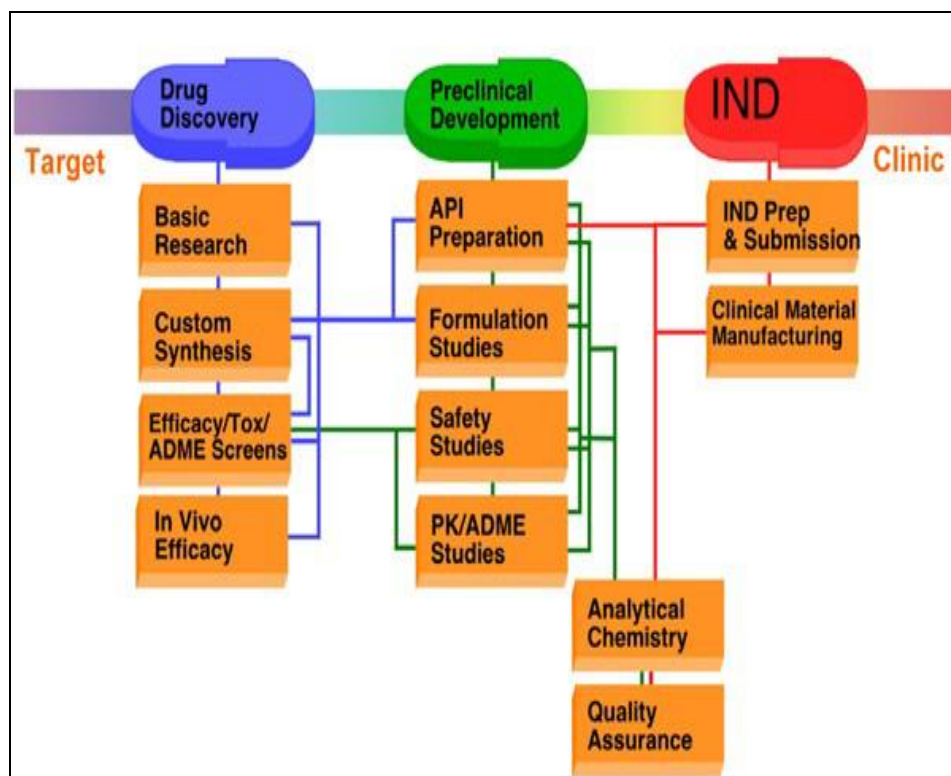 Drug
Discovery
Preclinical
Development
IND
Target
Clinic
Basic
Research
Custom
Synthesis
Efficacy/Tox/
ADME Screens
In Vivo
Efficacy
API
Preparation
Formulation
Studies
Safety
Studies
PK/ADME
Studies
IND Prep
& Submission
Clinical Material
Manufacturing
Analytical
Chemistry
Quality
Assurance